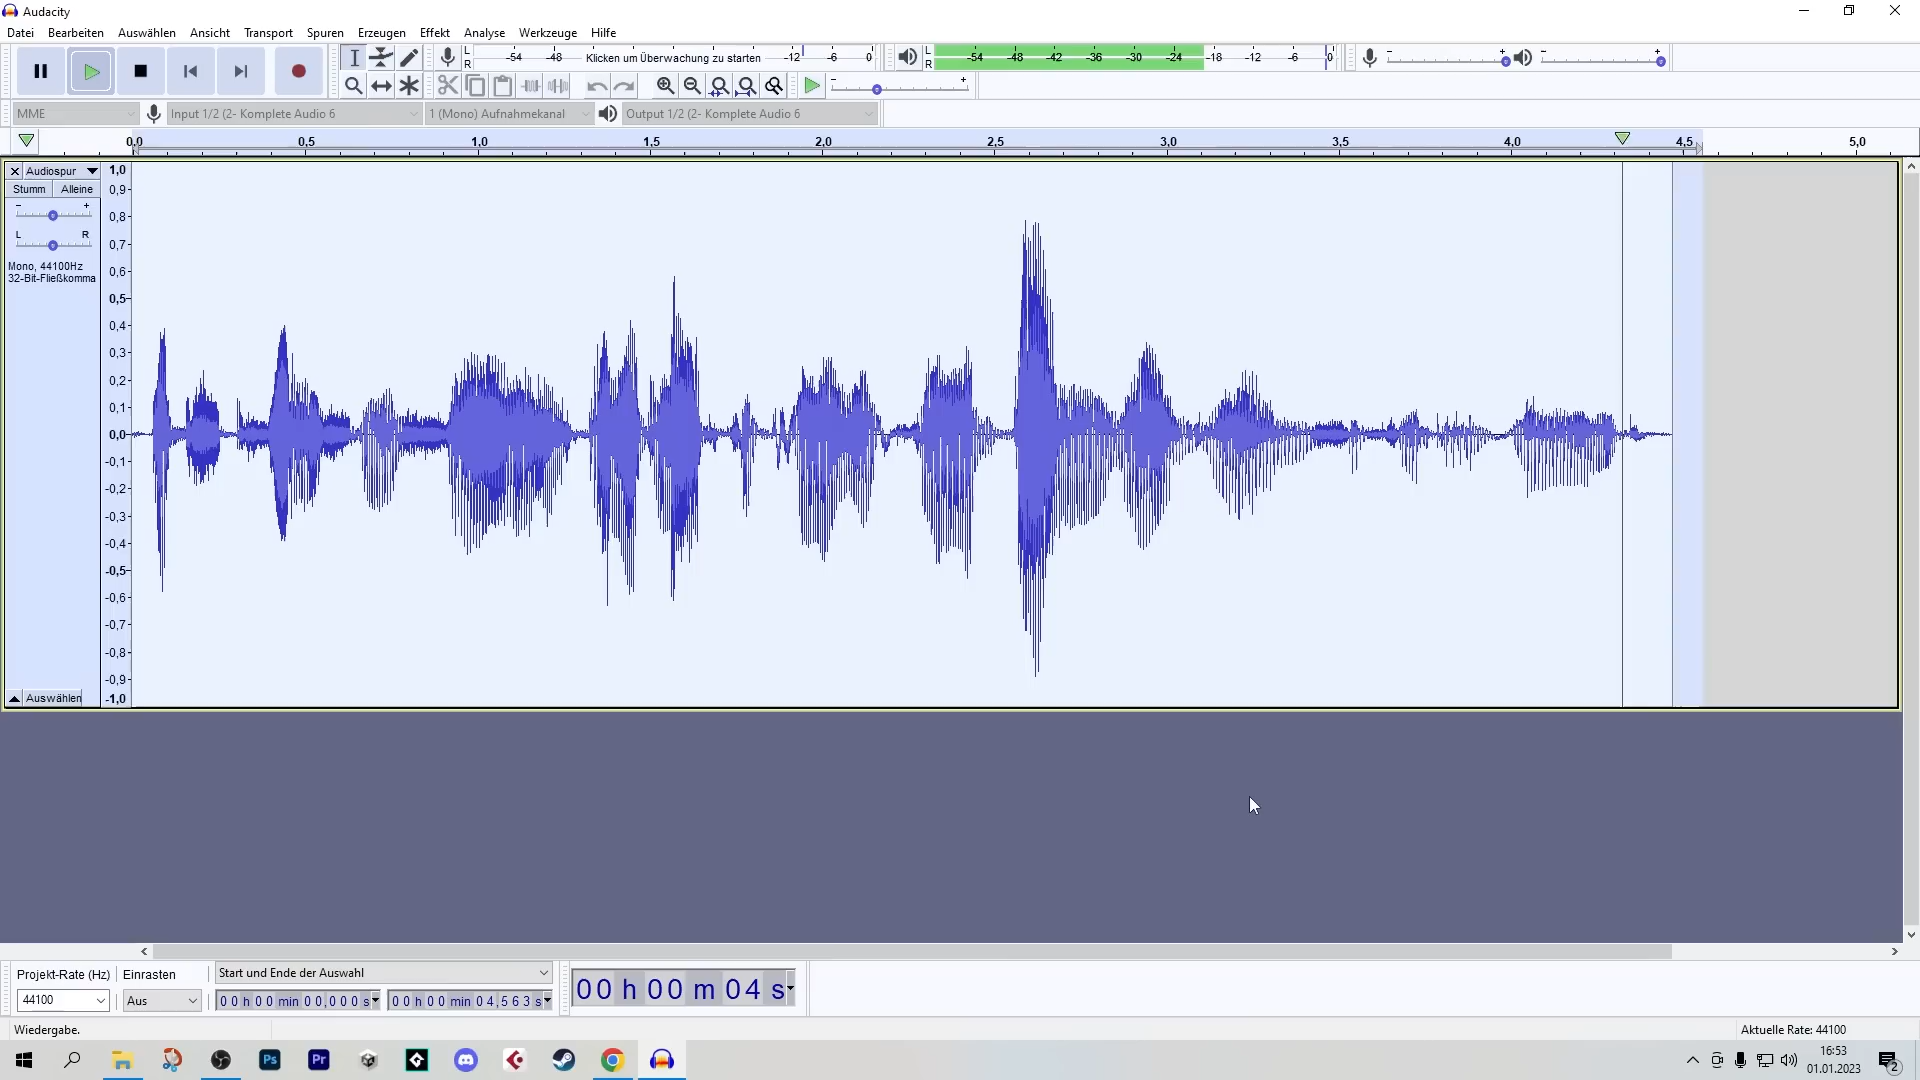 Audacity
Datei Bearbeiten Auswählen Ansicht Transport Spuren Erzeugen Effekt Analyse Werkzeuge Hilfe
L R -54 -48 Klicken um Überwachung zu starten -12 -6 0 L R -54 -48 -42 -36 -30 -24 -18 -12 -6 0 - + - +
- +
MME Input 1/2 (2- Komplete Audio 6 1 (Mono) Aufnahmekanal Output 1/2 (2- Komplete Audio 6
0,0 0,5 1,0 1,5 2,0 2,5 3,0 3,5 4,0 4,5 5,0
Audiospur
Stumm Alleine
- +
L R
Mono, 44100Hz
32-Bit-Fließkomma
Auswählen
1,0
0,9
0,8
0,7
0,6
0,5
0,4
0,3
0,2
0,1
0,0
-0,1
-0,2
-0,3
-0,4
-0,5
-0,6
-0,7
-0,8
-0,9
-1,0
Projekt-Rate (Hz) Einrasten Start und Ende der Auswahl
44100 Aus 00 h 00 min 00,000 s 00 h 00 min 04,563 s 00 h 00 m 04 s
Wiedergabe. Aktuelle Rate: 44100
Ps Pr
16:53
01.01.2023
2